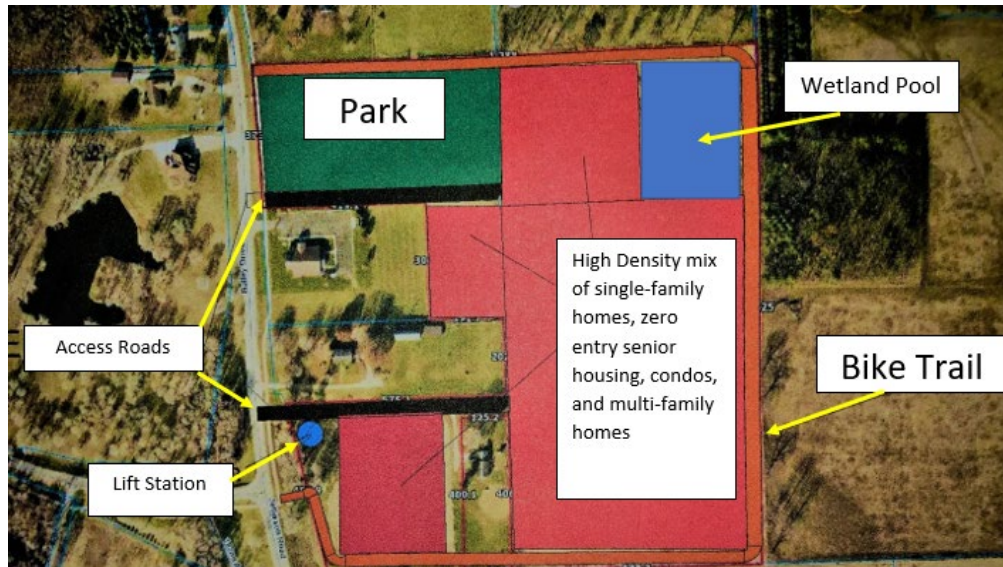 Park
Wetland Pool
High Density mix
of single-family
homes, zero
entry senior
housing, condos,
and multi-family
homes
Access Roads
Bike Trail
Lift Station